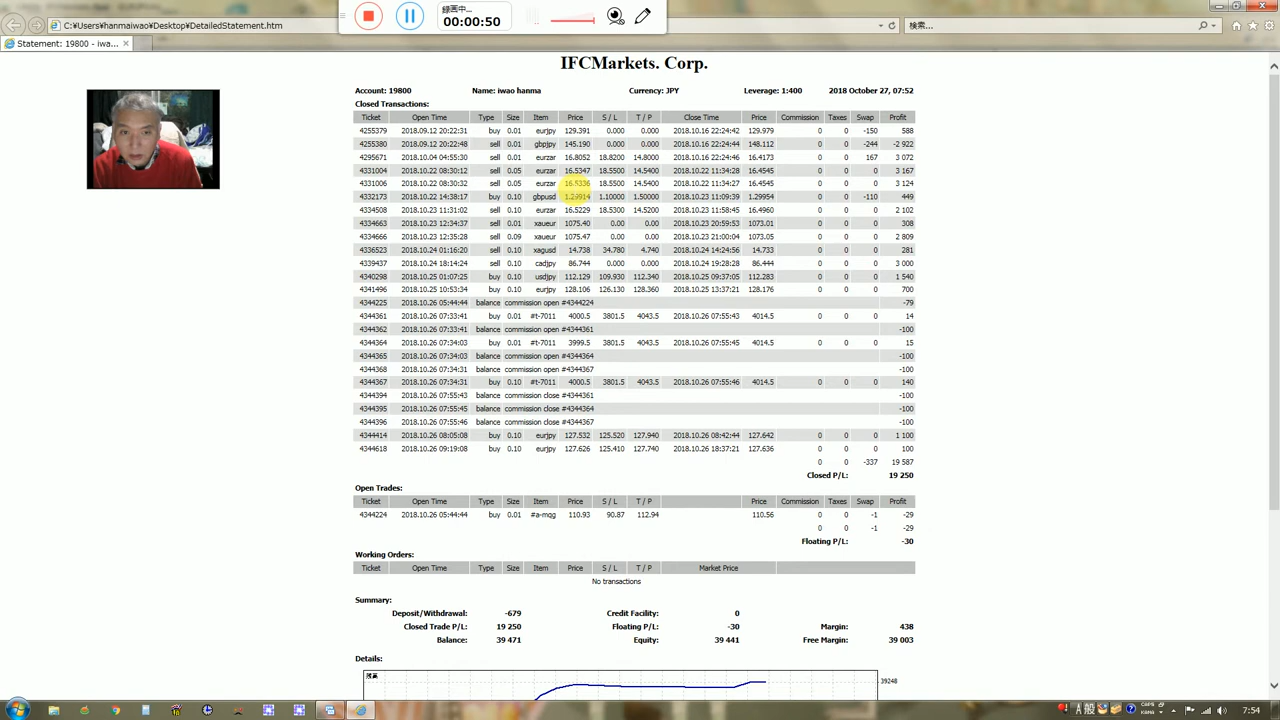 録画中...
00:00:50
C:¥Users¥hanmaiwao¥Desktop¥DetailedStatement.htm
検索...
Statement: 19800 - iwa...
IFCMarkets. Corp.
Account: 19800 Name: iwao hanma Currency: JPY Leverage: 1:400 2018 October 27, 07:52
Closed Transactions:
Ticket Open Time Type Size Item Price S / L T / P Close Time Price Commission Taxes Swap Profit
4255379 2018.09.12 20:22:31 buy 0.01 eurjpy 129.391 0.000 0.000 2018.10.16 22:24:42 129.979 0 0 -150 588
4255380 2018.09.12 20:22:48 sell 0.01 gbpjpy 145.190 0.000 0.000 2018.10.16 22:24:44 148.112 0 0 -244 -2 922
4295671 2018.10.04 04:55:30 sell 0.01 eurzar 16.8052 18.8200 14.8000 2018.10.16 22:24:46 16.4173 0 0 167 3 072
4331004 2018.10.22 08:30:12 sell 0.05 eurzar 16.5347 18.5500 14.5400 2018.10.22 11:34:28 16.4545 0 0 0 3 167
4331006 2018.10.22 08:30:32 sell 0.05 eurzar 16.5336 18.5500 14.5400 2018.10.22 11:34:27 16.4545 0 0 0 3 124
4332173 2018.10.22 14:38:17 buy 0.10 gbpusd 1.29914 1.10000 1.50000 2018.10.23 11:09:39 1.29954 0 0 -110 449
4334508 2018.10.23 11:31:02 sell 0.10 eurzar 16.5229 18.5300 14.5200 2018.10.23 11:58:45 16.4960 0 0 0 2 102
4334663 2018.10.23 12:34:37 sell 0.01 xaueur 1075.40 0.00 0.00 2018.10.23 20:59:53 1073.01 0 0 0 308
4334666 2018.10.23 12:35:28 sell 0.09 xaueur 1075.47 0.00 0.00 2018.10.23 21:00:04 1073.05 0 0 0 2 809
4336523 2018.10.24 01:16:20 sell 0.10 xagusd 14.738 34.780 4.740 2018.10.24 14:24:56 14.733 0 0 0 281
4339437 2018.10.24 18:14:24 sell 0.10 cadjpy 86.744 0.000 0.000 2018.10.24 19:28:28 86.444 0 0 0 3 000
4340298 2018.10.25 01:07:25 buy 0.10 usdjpy 112.129 109.930 112.340 2018.10.25 09:37:05 112.283 0 0 0 1 540
4341496 2018.10.25 10:53:34 buy 0.10 eurjpy 128.106 126.130 128.360 2018.10.25 13:37:21 128.176 0 0 0 700
4344225 2018.10.26 05:44:44 balance commission open #4344224 -79
4344361 2018.10.26 07:33:41 buy 0.01 #t-7011 4000.5 3801.5 4043.5 2018.10.26 07:55:43 4014.5 0 0 0 14
4344362 2018.10.26 07:33:41 balance commission open #4344361 -100
4344364 2018.10.26 07:34:03 buy 0.01 #t-7011 3999.5 3801.5 4043.5 2018.10.26 07:55:45 4014.5 0 0 0 15
4344365 2018.10.26 07:34:03 balance commission open #4344364 -100
4344368 2018.10.26 07:34:31 balance commission open #4344367 -100
4344367 2018.10.26 07:34:31 buy 0.10 #t-7011 4000.5 3801.5 4043.5 2018.10.26 07:55:46 4014.5 0 0 0 140
4344394 2018.10.26 07:55:43 balance commission close #4344361 -100
4344395 2018.10.26 07:55:45 balance commission close #4344364 -100
4344396 2018.10.26 07:55:46 balance commission close #4344367 -100
4344414 2018.10.26 08:05:08 buy 0.10 eurjpy 127.532 125.520 127.940 2018.10.26 08:42:44 127.642 0 0 0 1 100
4344618 2018.10.26 09:19:08 buy 0.10 eurjpy 127.626 125.410 127.740 2018.10.26 18:37:21 127.636 0 0 0 100
0 0 -337 19 587
Closed P/L: 19 250
Open Trades:
Ticket Open Time Type Size Item Price S / L T / P Price Commission Taxes Swap Profit
4344224 2018.10.26 05:44:44 buy 0.01 #a-mqg 110.93 90.87 112.94 110.56 0 0 -1 -29
0 0 -1 -29
Floating P/L: -30
Working Orders:
Ticket Open Time Type Size Item Price S / L T / P Market Price
No transactions
Summary:
Deposit/Withdrawal: -679 Credit Facility: 0
Closed Trade P/L: 19 250 Floating P/L: -30 Margin: 438
Balance: 39 471 Equity: 39 441 Free Margin: 39 003
Details:
残高
39248
A 般 CAPS
7:54